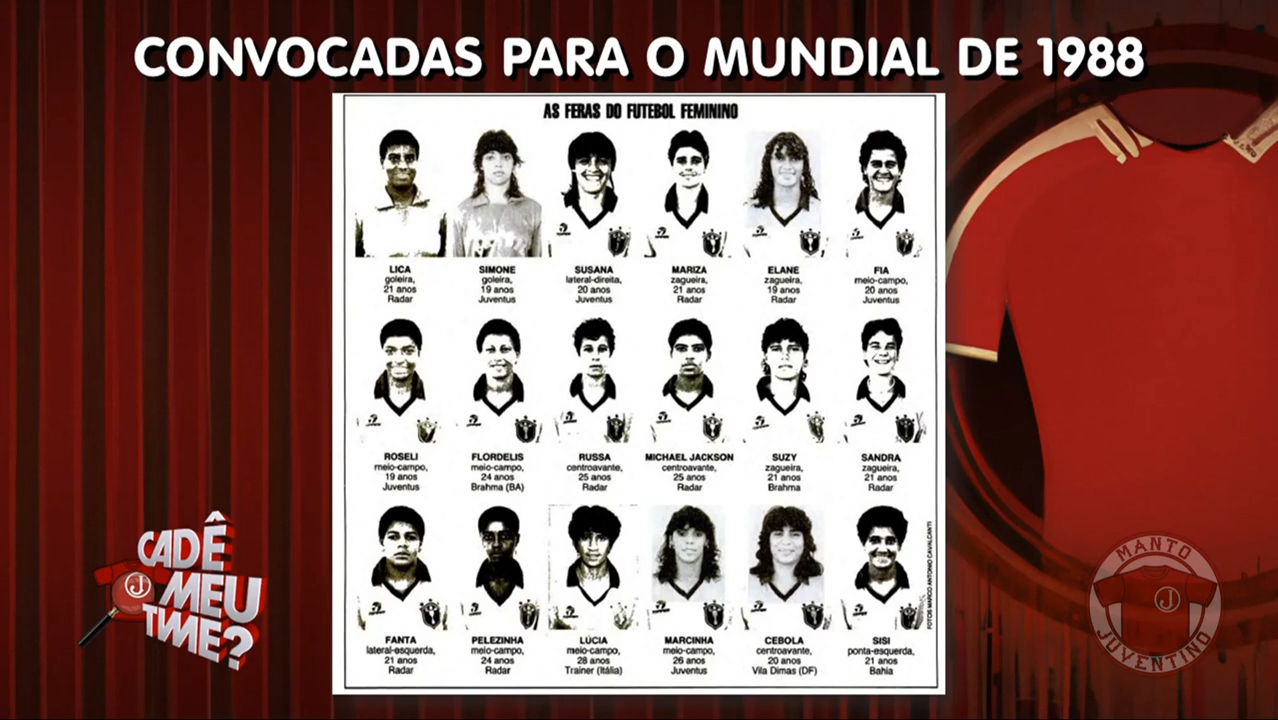 CONVOCADAS PARA O MUNDIAL DE 1988
AS FERAS DO FUTEBOL FEMININO
LICA
goleira,
21 anos
Radar
SIMONE
goleira,
19 anos
Juventus
SUSANA
lateral-direita,
20 anos
Juventus
MARIZA
zagueira,
21 anos
Radar
ELANE
zagueira,
19 anos
Radar
FIA
meio-campo,
20 anos
Juventus
ROSELI
meio-campo,
19 anos
Juventus
FLORDELIS
meio-campo,
24 anos
Brahma (BA)
RUSSA
centroavante,
25 anos
Radar
MICHAEL JACKSON
centroavante,
25 anos
Radar
SUZY
zagueira,
21 anos
Brahma
SANDRA
zagueira,
21 anos
Radar
FANTA
lateral-esquerda,
21 anos
Radar
PELEZINHA
meio-campo,
24 anos
Radar
LÚCIA
meio-campo,
28 anos
Trainer (Itália)
MARCINHA
meio-campo,
26 anos
Juventus
CEBOLA
centroavante,
20 anos
Vila Dimas (DF)
SISI
ponta-esquerda,
21 anos
Bahia
FOTOS MARCO ANTONIO CAVALCANTI
CADÊ
MEU
TIME?
J
MANTO
J
JUVENTINO